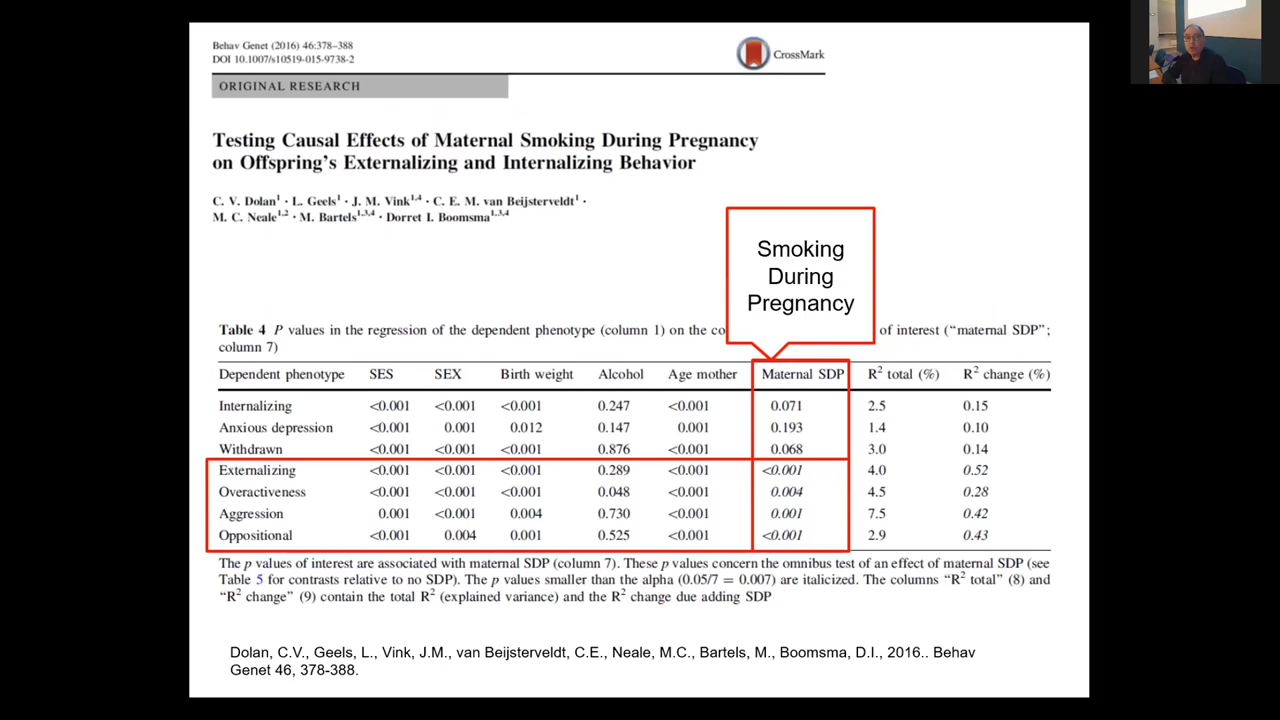 Behav Genet (2016) 46:378–388
DOI 10.1007/s10519-015-9738-2
CrossMark
ORIGINAL RESEARCH
Testing Causal Effects of Maternal Smoking During Pregnancy
on Offspring's Externalizing and Internalizing Behavior
C. V. Dolan1 · L. Geels1 · J. M. Vink1,4 · C. E. M. van Beijsterveldt1 ·
M. C. Neale1,2 · M. Bartels1,3,4 · Dorret I. Boomsma1,3,4
Smoking
During
Pregnancy
Table 4 P values in the regression of the dependent phenotype (column 1) on the co of interest ("maternal SDP";
column 7)
Dependent phenotype SES SEX Birth weight Alcohol Age mother Maternal SDP R2 total (%) R2 change (%)
Internalizing <0.001 <0.001 <0.001 0.247 <0.001 0.071 2.5 0.15
Anxious depression <0.001 0.001 0.012 0.147 0.001 0.193 1.4 0.10
Withdrawn <0.001 <0.001 <0.001 0.876 <0.001 0.068 3.0 0.14
Externalizing <0.001 <0.001 <0.001 0.289 <0.001 <0.001 4.0 0.52
Overactiveness <0.001 <0.001 <0.001 0.048 <0.001 0.004 4.5 0.28
Aggression 0.001 <0.001 0.004 0.730 <0.001 0.001 7.5 0.42
Oppositional <0.001 0.004 0.001 0.525 <0.001 <0.001 2.9 0.43
The p values of interest are associated with maternal SDP (column 7). These p values concern the omnibus test of an effect of maternal SDP (see
Table 5 for contrasts relative to no SDP). The p values smaller than the alpha (0.05/7 = 0.007) are italicized. The columns "R2 total" (8) and
"R2 change" (9) contain the total R2 (explained variance) and the R2 change due adding SDP
Dolan, C.V., Geels, L., Vink, J.M., van Beijsterveldt, C.E., Neale, M.C., Bartels, M., Boomsma, D.I., 2016.. Behav
Genet 46, 378-388.